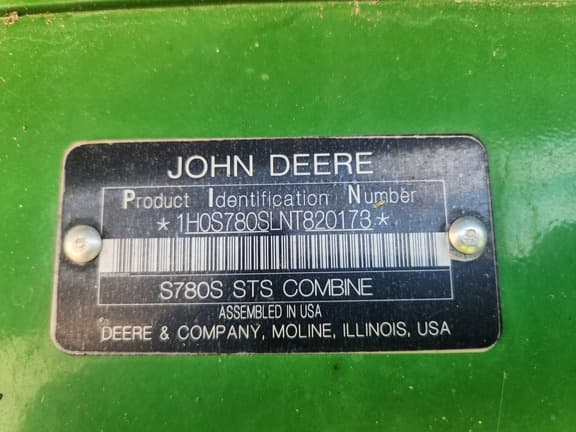 JOHN DEERE
Product Identification Number
*1H0S780SLNT820173*
S780S STS COMBINE
ASSEMBLED IN USA
DEERE & COMPANY, MOLINE, ILLINOIS, USA